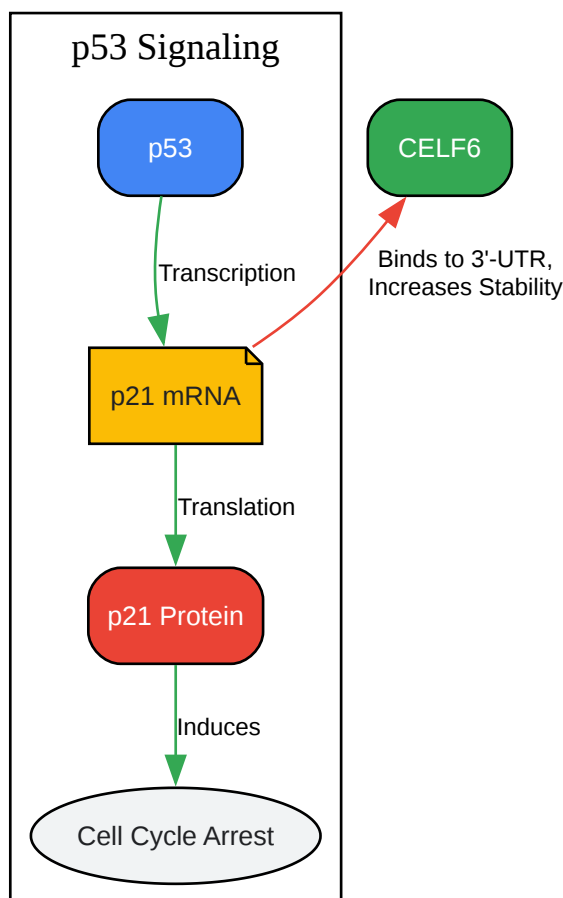 p53 Signaling
p53
CELF6
Transcription
Binds to 3'-UTR,
Increases Stability
p21 mRNA
Translation
p21 Protein
Induces
Cell Cycle Arrest